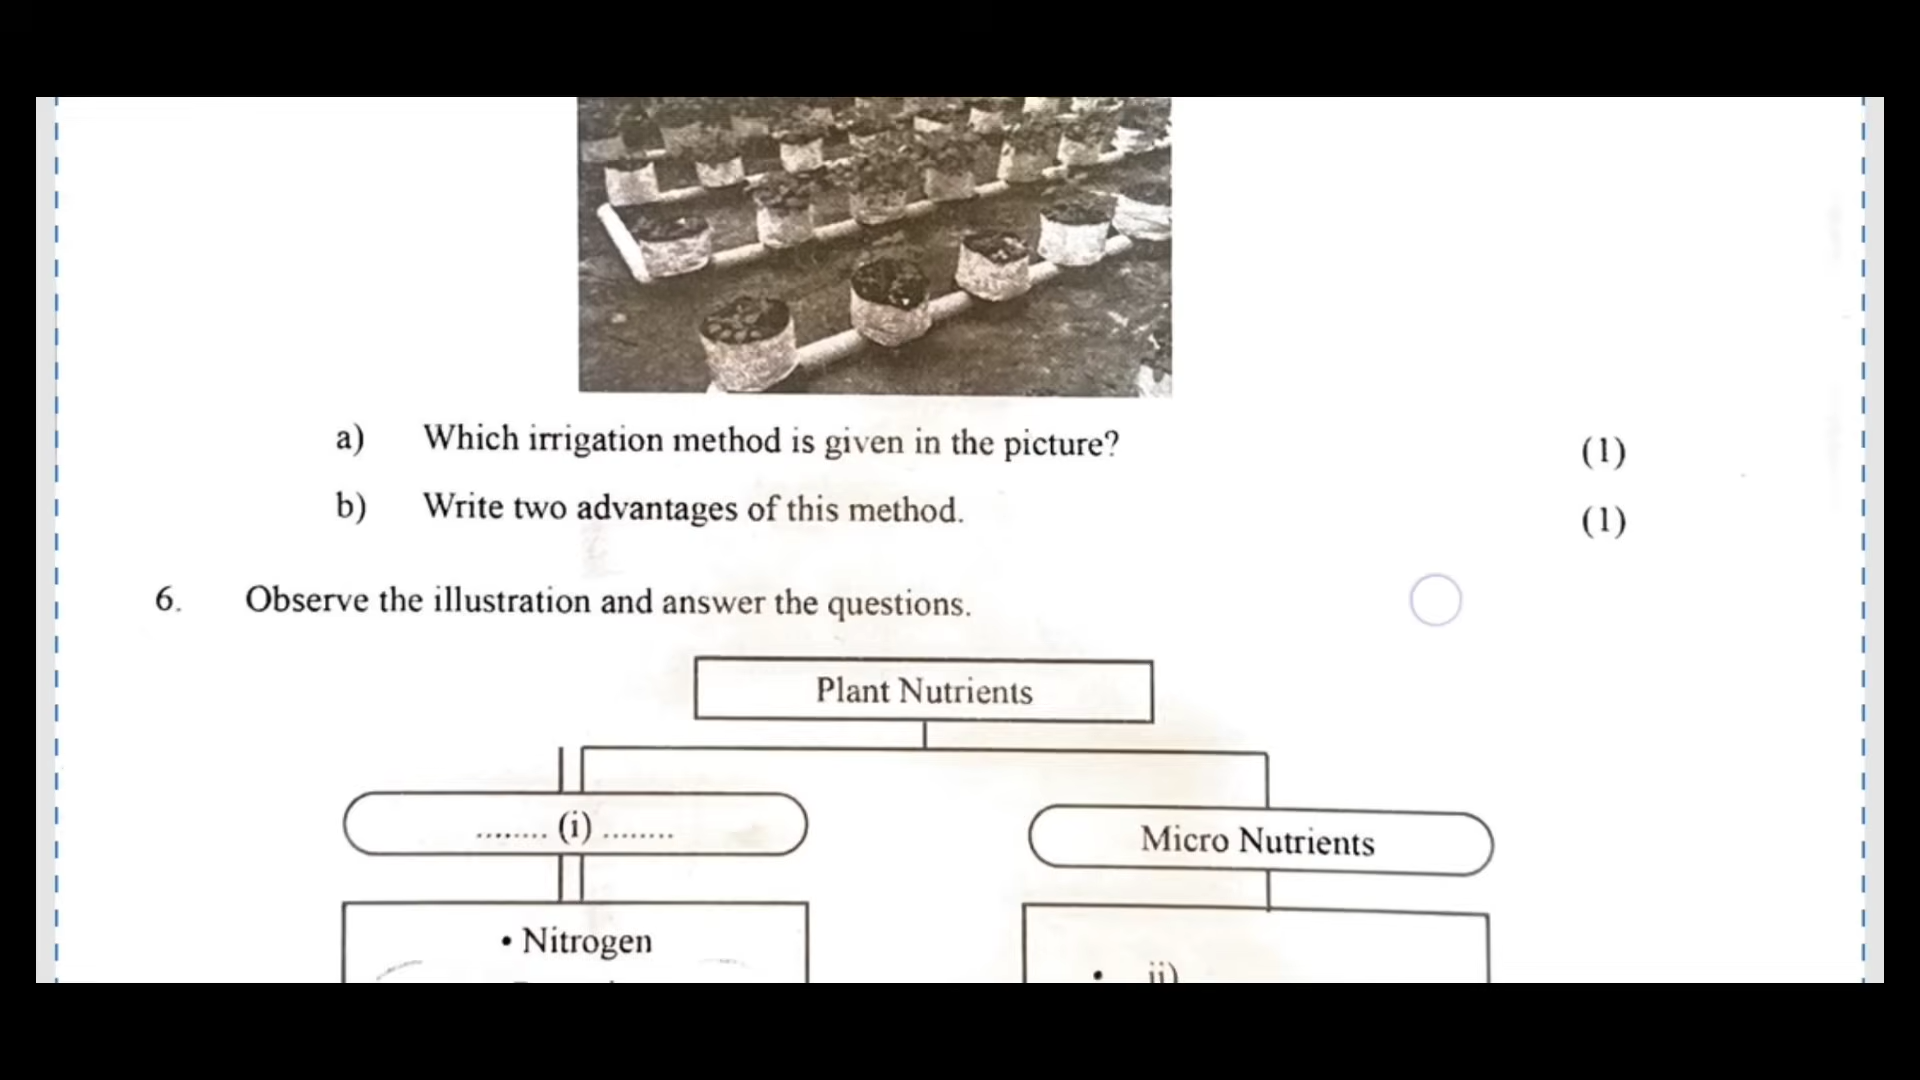 a) Which irrigation method is given in the picture? (1)
b) Write two advantages of this method. (1)
6. Observe the illustration and answer the questions.
Plant Nutrients
........ (i) ........
Micro Nutrients
• Nitrogen
• ii)